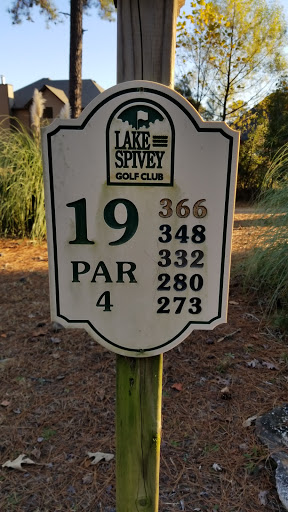 LAKE
SPIVEY
GOLF CLUB
19
PAR
4
366
348
332
280
273